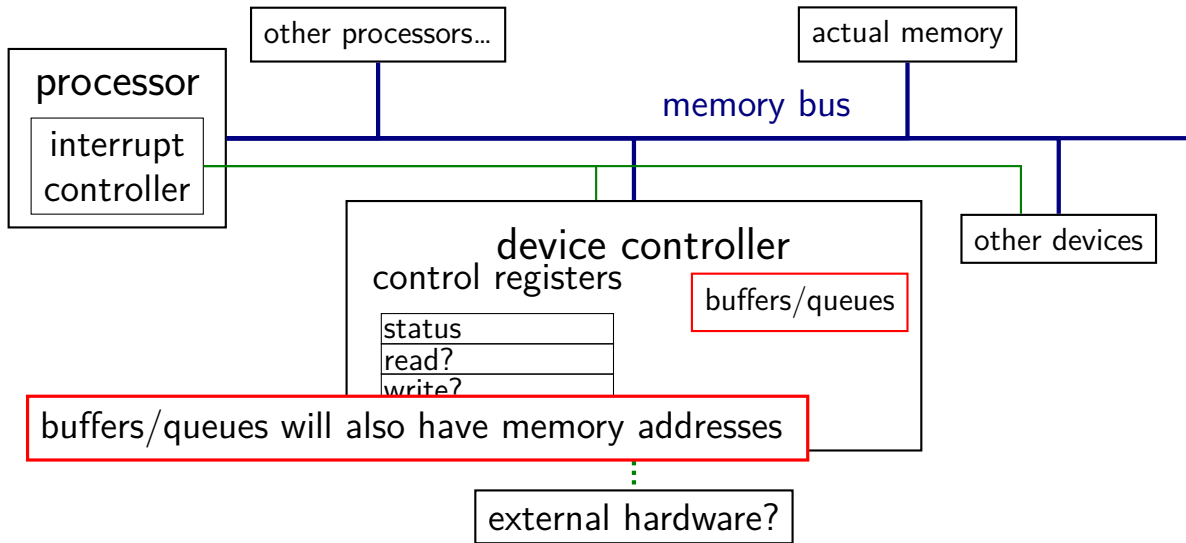 other processors...
actual memory
processor
memory bus
interrupt
controller
device controller
control registers
buffers/queues
status
read?
write?
buffers/queues will also have memory addresses
other devices
external hardware?